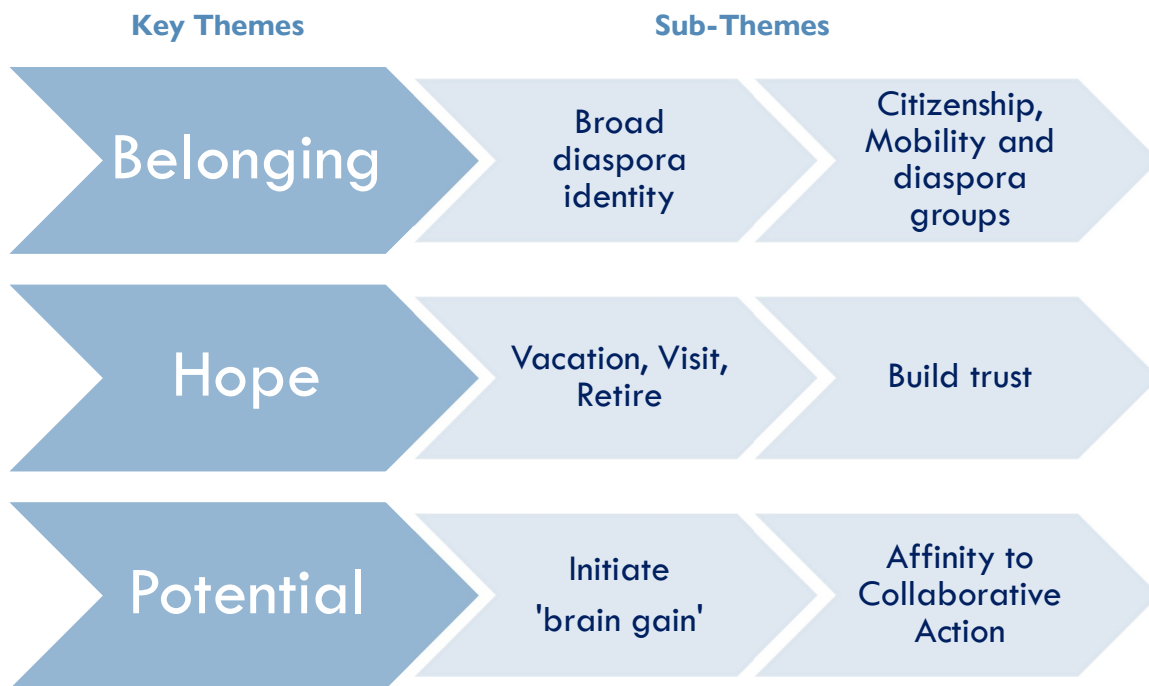 Key Themes
Sub-Themes
Belonging
Broad
diaspora
identity
Citizenship,
Mobility and
diaspora
groups
Hope
Vacation, Visit,
Retire
Build trust
Potential
Initiate
'brain gain'
Affinity to
Collaborative
Action